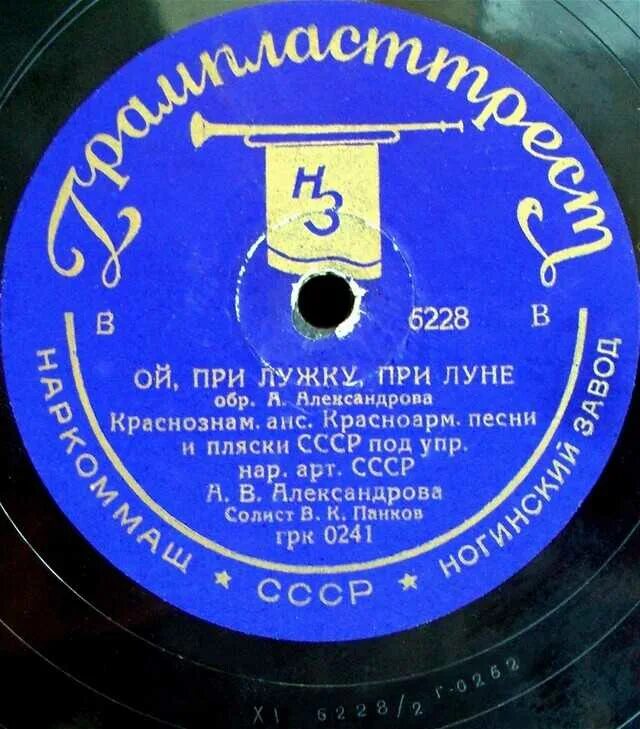 Грампласттрест
НЗ
В 6228 В
ОЙ, ПРИ ЛУЖКУ, ПРИ ЛУНЕ
обр. А. Александрова
Краснознам. анс. Красноарм. песни
и пляски СССР под упр.
нар. арт. СССР
А. В. Александрова
Солист В. К. Панков
грк 0241
НАРКОММАШ ★ СССР ★ НОГИНСКИЙ ЗАВОД
XI 6228/2 Г-0262